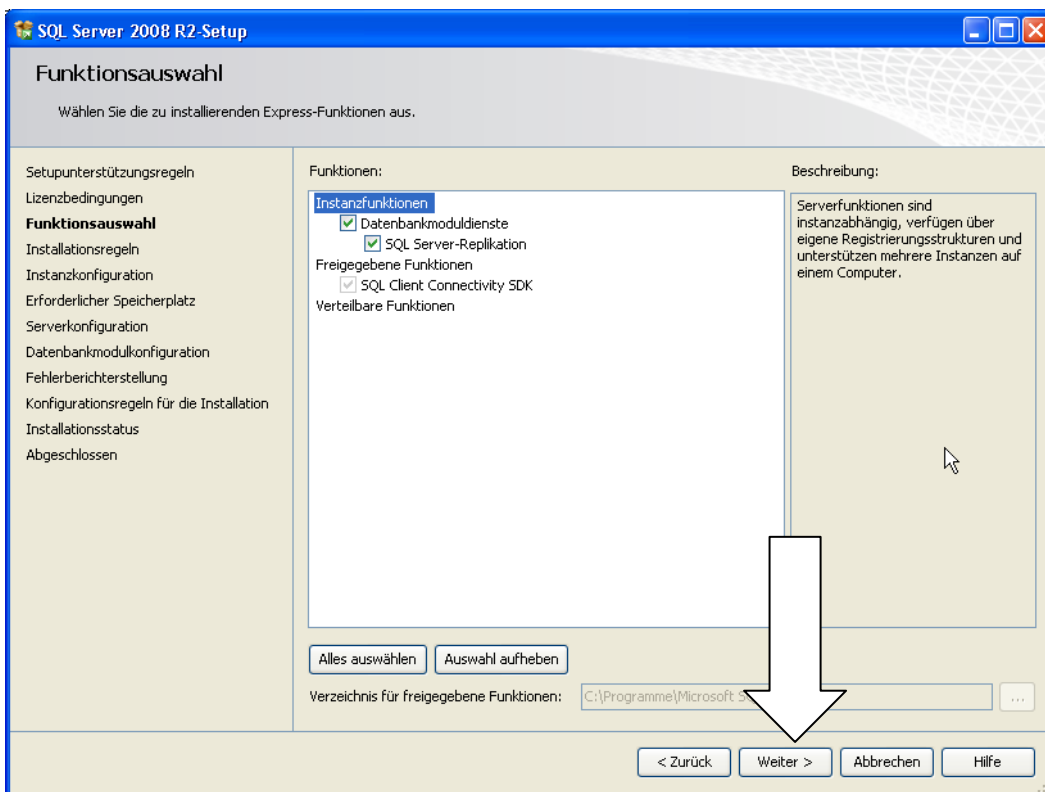 SQL Server 2008 R2-Setup
Funktionsauswahl
Wählen Sie die zu installierenden Express-Funktionen aus.
Setupunterstützungsregeln
Lizenzbedingungen
Funktionsauswahl
Installationsregeln
Instanzkonfiguration
Erforderlicher Speicherplatz
Serverkonfiguration
Datenbankmodulkonfiguration
Fehlerberichterstellung
Konfigurationsregeln für die Installation
Installationsstatus
Abgeschlossen
Funktionen:
Instanzfunktionen
Datenbankmoduldienste
SQL Server-Replikation
Freigegebene Funktionen
SQL Client Connectivity SDK
Verteilbare Funktionen
Beschreibung:
Serverfunktionen sind
instanzabhängig, verfügen über
eigene Registrierungsstrukturen und
unterstützen mehrere Instanzen auf
einem Computer.
Alles auswählen
Auswahl aufheben
Verzeichnis für freigegebene Funktionen:
C:\Programme\Microsoft
...
< Zurück
Weiter >
Abbrechen
Hilfe